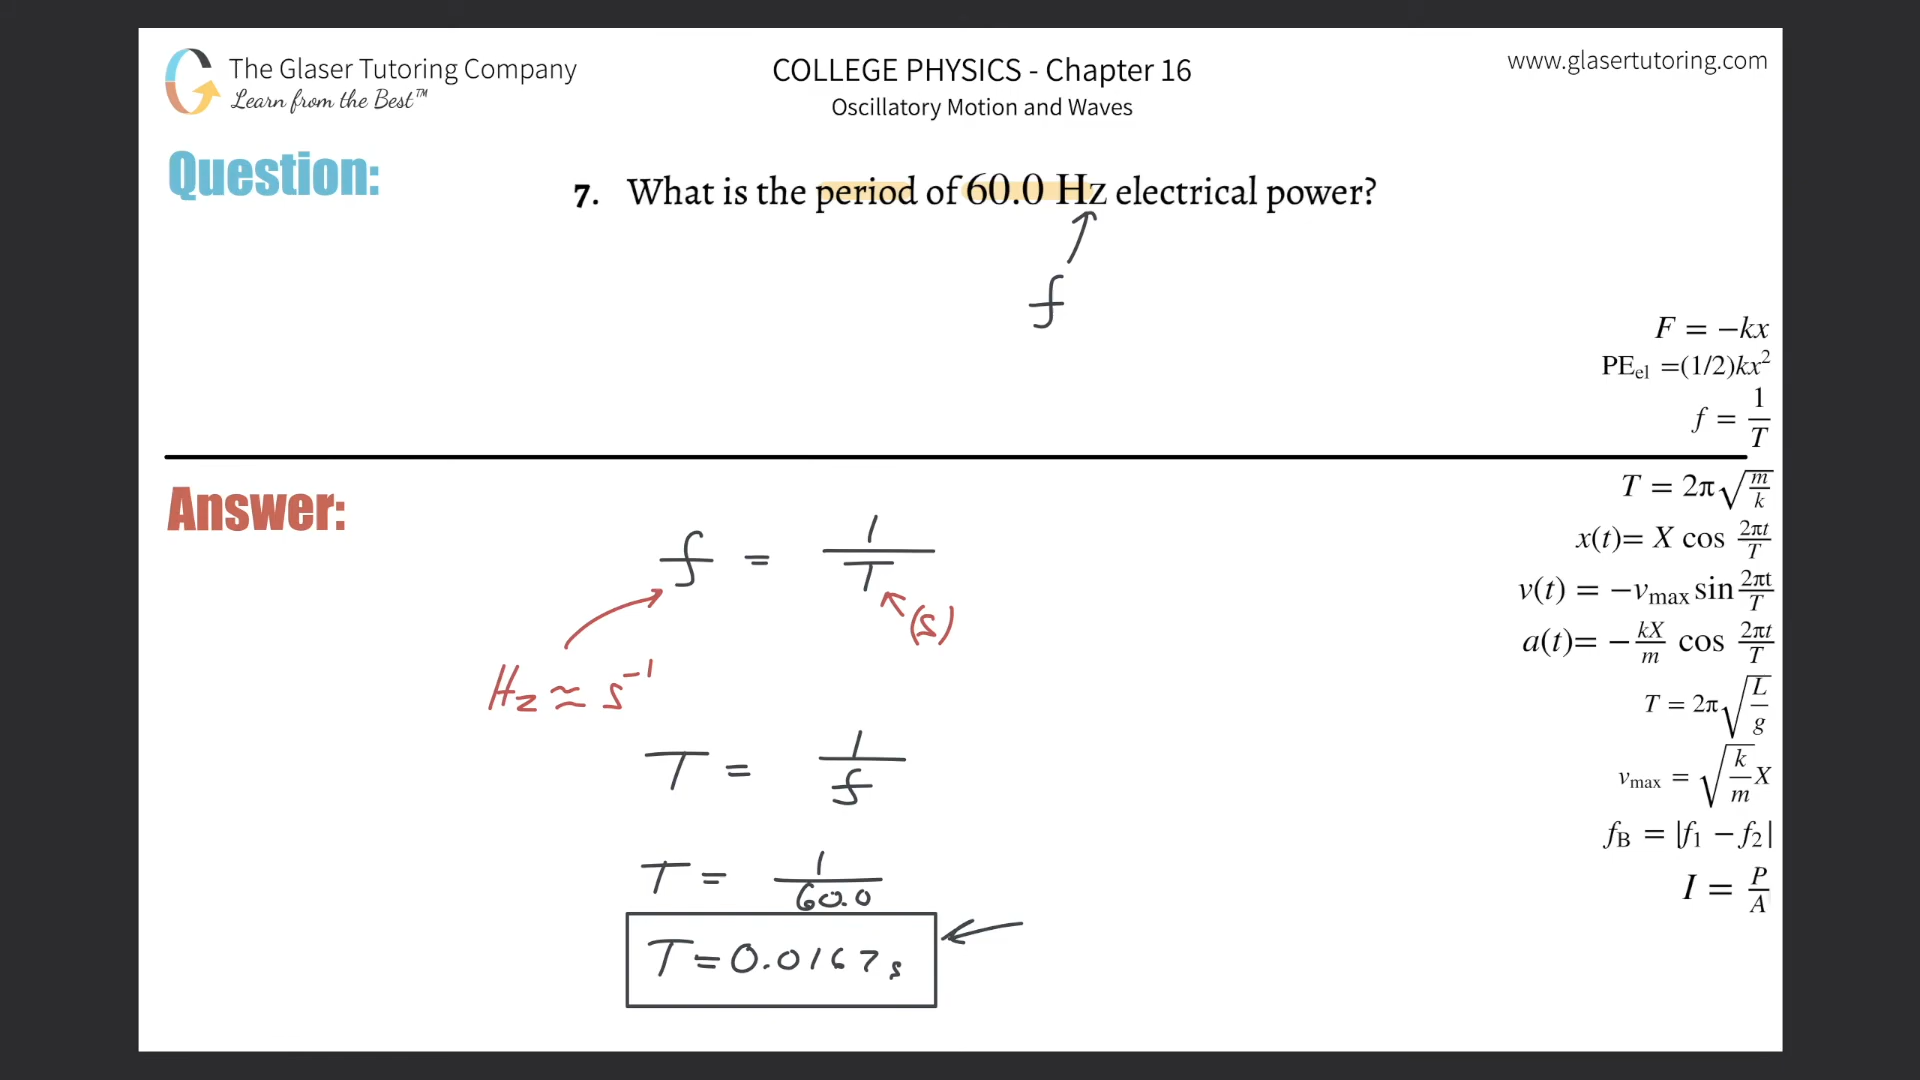 The Glaser Tutoring Company
Learn from the Best™
COLLEGE PHYSICS - Chapter 16
Oscillatory Motion and Waves
www.glasertutoring.com
Question:
7. What is the period of 60.0 Hz electrical power?
f
F = −kx
PEel =(1/2)kx²
f = 1/T
Answer:
f = 1/T
(s)
Hz ≈ s⁻¹
T = 1/f
T = 1/60.0
T = 0.0167 s
T = 2π√(m/k)
x(t)= X cos 2πt/T
v(t) = −vmax sin 2πt/T
a(t)= − kX/m cos 2πt/T
T = 2π√(L/g)
vmax = √(k/m)X
fB = |f1 − f2|
I = P/A